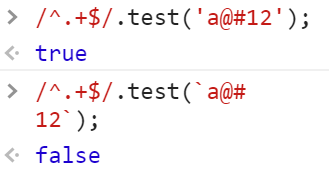 > /^.+$/.test('a@#12');
<· true
> /^.+$/.test(`a@#
12`);
<· false